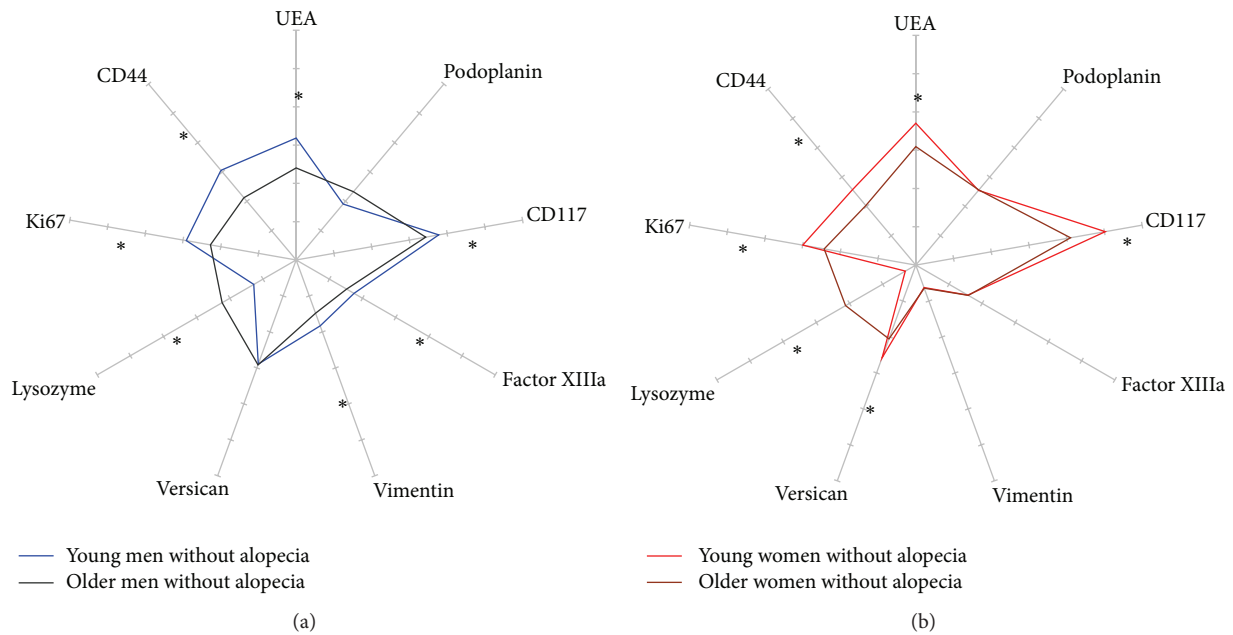 UEA
CD44
Podoplanin
*
*
Ki67
*
CD117
*
Lysozyme
*
*
Factor XIIIa
*
Versican
Vimentin
Young men without alopecia
Older men without alopecia
(a)
UEA
CD44
Podoplanin
*
*
Ki67
*
CD117
*
Lysozyme
*
Factor XIIIa
*
Versican
Vimentin
Young women without alopecia
Older women without alopecia
(b)